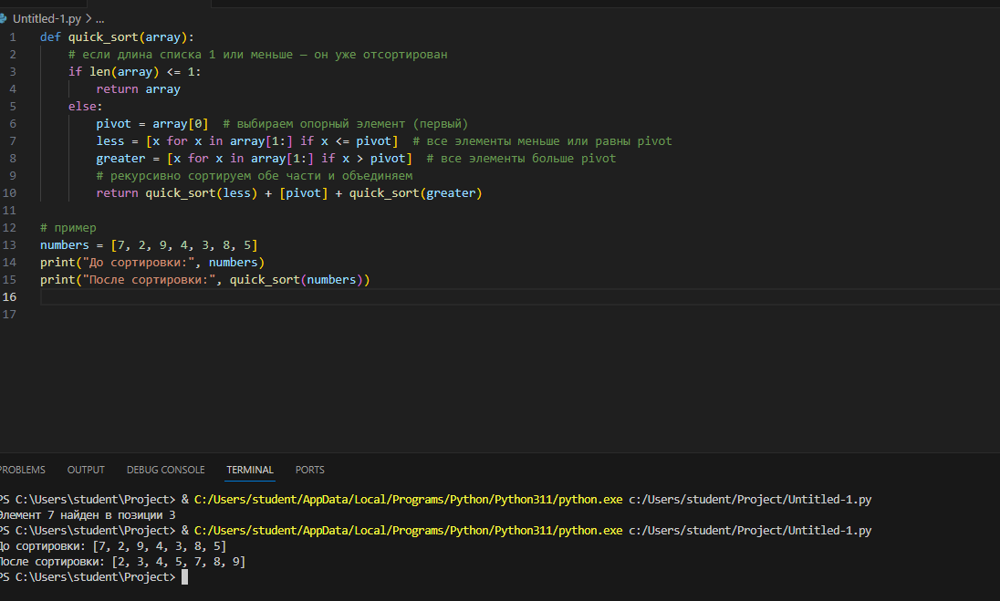 Untitled-1.py > ...
1 def quick_sort(array):
2 # если длина списка 1 или меньше — он уже отсортирован
3 if len(array) <= 1:
4 return array
5 else:
6 pivot = array[0]  # выбираем опорный элемент (первый)
7 less = [x for x in array[1:] if x <= pivot]  # все элементы меньше или равны pivot
8 greater = [x for x in array[1:] if x > pivot]  # все элементы больше pivot
9 # рекурсивно сортируем обе части и объединяем
10 return quick_sort(less) + [pivot] + quick_sort(greater)
11
12 # пример
13 numbers = [7, 2, 9, 4, 3, 8, 5]
14 print("До сортировки:", numbers)
15 print("После сортировки:", quick_sort(numbers))
16
17
PROBLEMS OUTPUT DEBUG CONSOLE TERMINAL PORTS
PS C:\Users\student\Project> & C:/Users/student/AppData/Local/Programs/Python/Python311/python.exe c:/Users/student/Project/Untitled-1.py
Элемент 7 найден в позиции 3
PS C:\Users\student\Project> & C:/Users/student/AppData/Local/Programs/Python/Python311/python.exe c:/Users/student/Project/Untitled-1.py
До сортировки: [7, 2, 9, 4, 3, 8, 5]
После сортировки: [2, 3, 4, 5, 7, 8, 9]
PS C:\Users\student\Project>